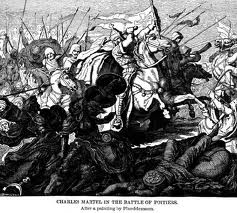 CHARLES MARTEL IN THE BATTLE OF POITIERS.
After a painting by Plueddemann.